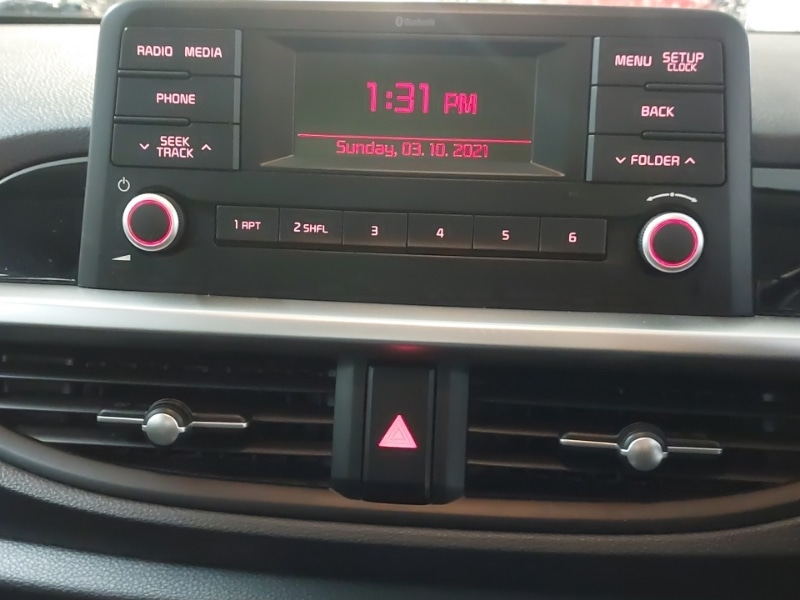 Bluetooth
RADIO MEDIA
PHONE
SEEK
TRACK
1:31 PM
Sunday, 03. 10. 2021
MENU SETUP
CLOCK
BACK
FOLDER
1 RPT 2 SHFL 3 4 5 6